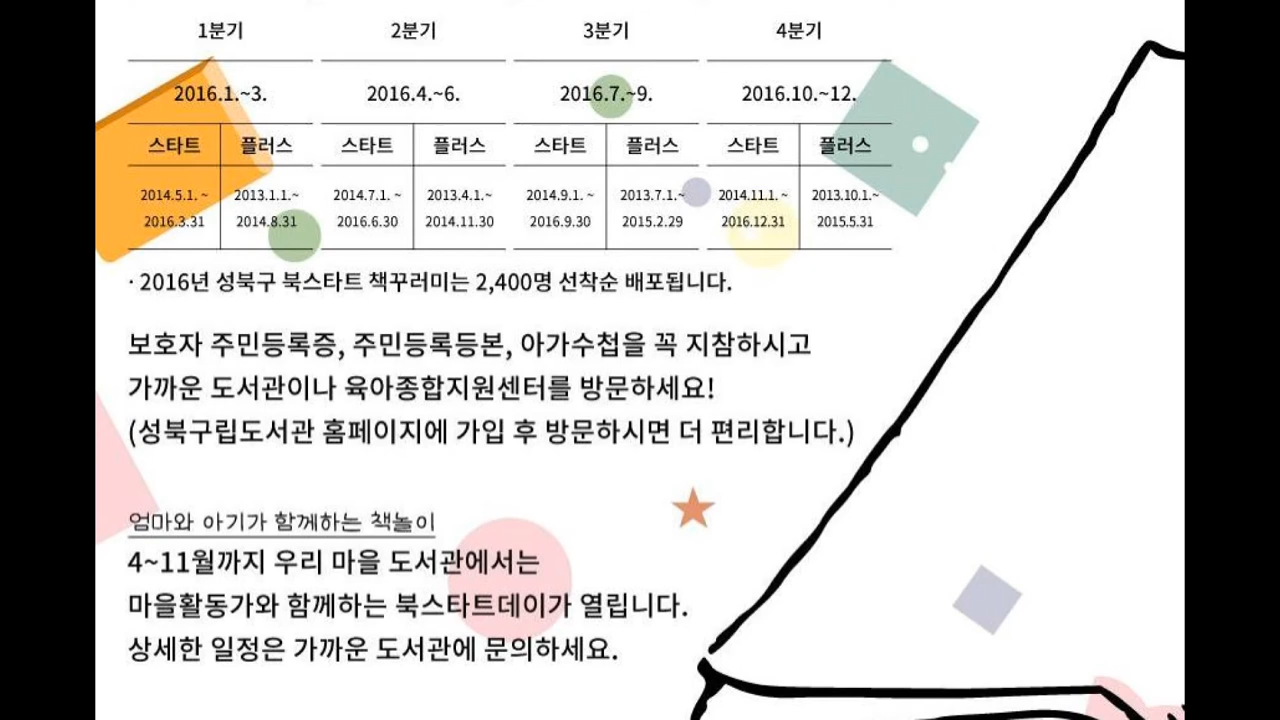 1분기 2분기 3분기 4분기
2016.1.~3. 2016.4.~6. 2016.7.~9. 2016.10.~12.
스타트 플러스 스타트 플러스 스타트 플러스 스타트 플러스
2014.5.1. ~ 2013.1.1.~ 2014.7.1. ~ 2013.4.1.~ 2014.9.1. ~ 2013.7.1.~ 2014.11.1. ~ 2013.10.1.~
2016.3.31 2014.8.31 2016.6.30 2014.11.30 2016.9.30 2015.2.29 2016.12.31 2015.5.31
· 2016년 성북구 북스타트 책꾸러미는 2,400명 선착순 배포됩니다.
보호자 주민등록증, 주민등록등본, 아가수첩을 꼭 지참하시고
가까운 도서관이나 육아종합지원센터를 방문하세요!
(성북구립도서관 홈페이지에 가입 후 방문하시면 더 편리합니다.)
엄마와 아기가 함께하는 책놀이
4~11월까지 우리 마을 도서관에서는
마을활동가와 함께하는 북스타트데이가 열립니다.
상세한 일정은 가까운 도서관에 문의하세요.